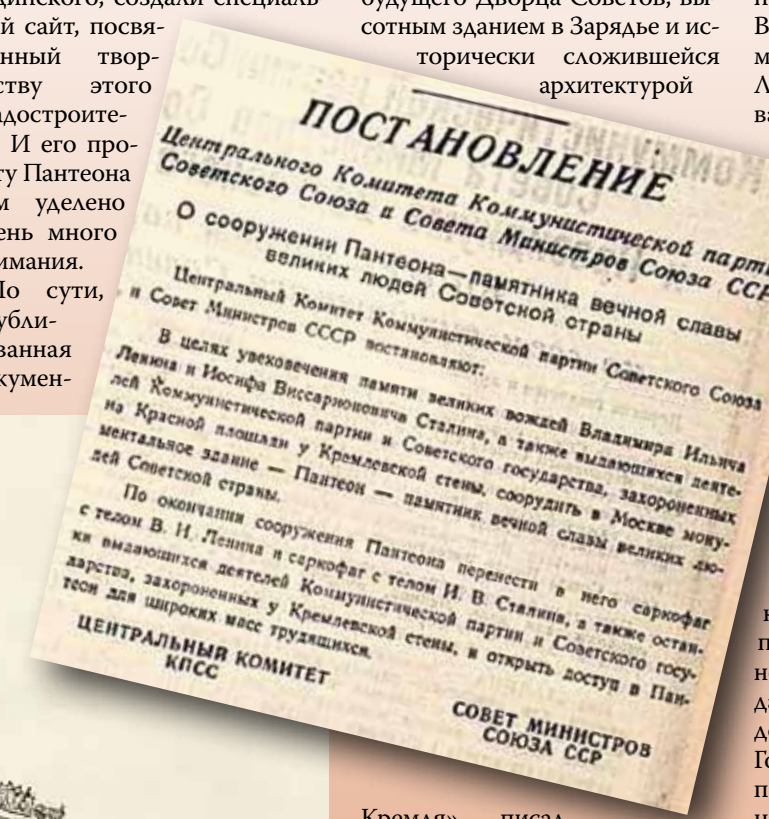 динского, создали специаль-
й сайт, посвя-
нный твор-
ству этого
адостроите-
И его про-
ту Пантеона
м уделено
ень много
имания.
По сути,
убли-
ванная
кумен-
будущего Дворца Советов, вы-
сотным зданием в Зарядье и ис-
торически сложившейся
архитектурой
ПОСТАНОВЛЕНИЕ
Центрального Комитета Коммунистической парти
Советского Союза и Совета Министров Союза ССР
О сооружении Пантеона — памятника вечной славы
великих людей Советской страны
Центральный Комитет Коммунистической партии Советского Союза
и Совет Министров СССР постановляют:
В целях увековечения памяти великих вождей Владимира Ильича
Ленина и Иосифа Виссарионовича Сталина, а также выдающихся деяте-
лей Коммунистической партии и Советского государства, захороненных
на Красной площади у Кремлевской стены, соорудить в Москве мону-
ментальное здание — Пантеон — памятник вечной славы великих лю-
дей Советской страны.
По окончании сооружения Пантеона перенести в него саркофаг
с телом В. И. Ленина и саркофаг с телом И. В. Сталина, а также остан-
ки выдающихся деятелей Коммунистической партии и Советского госу-
дарства, захороненных у Кремлевской стены, и открыть доступ в Пан-
теон для широких масс трудящихся.
ЦЕНТРАЛЬНЫЙ КОМИТЕТ
КПСС
СОВЕТ МИНИСТРОВ
СОЮЗА ССР
Кремля» писал